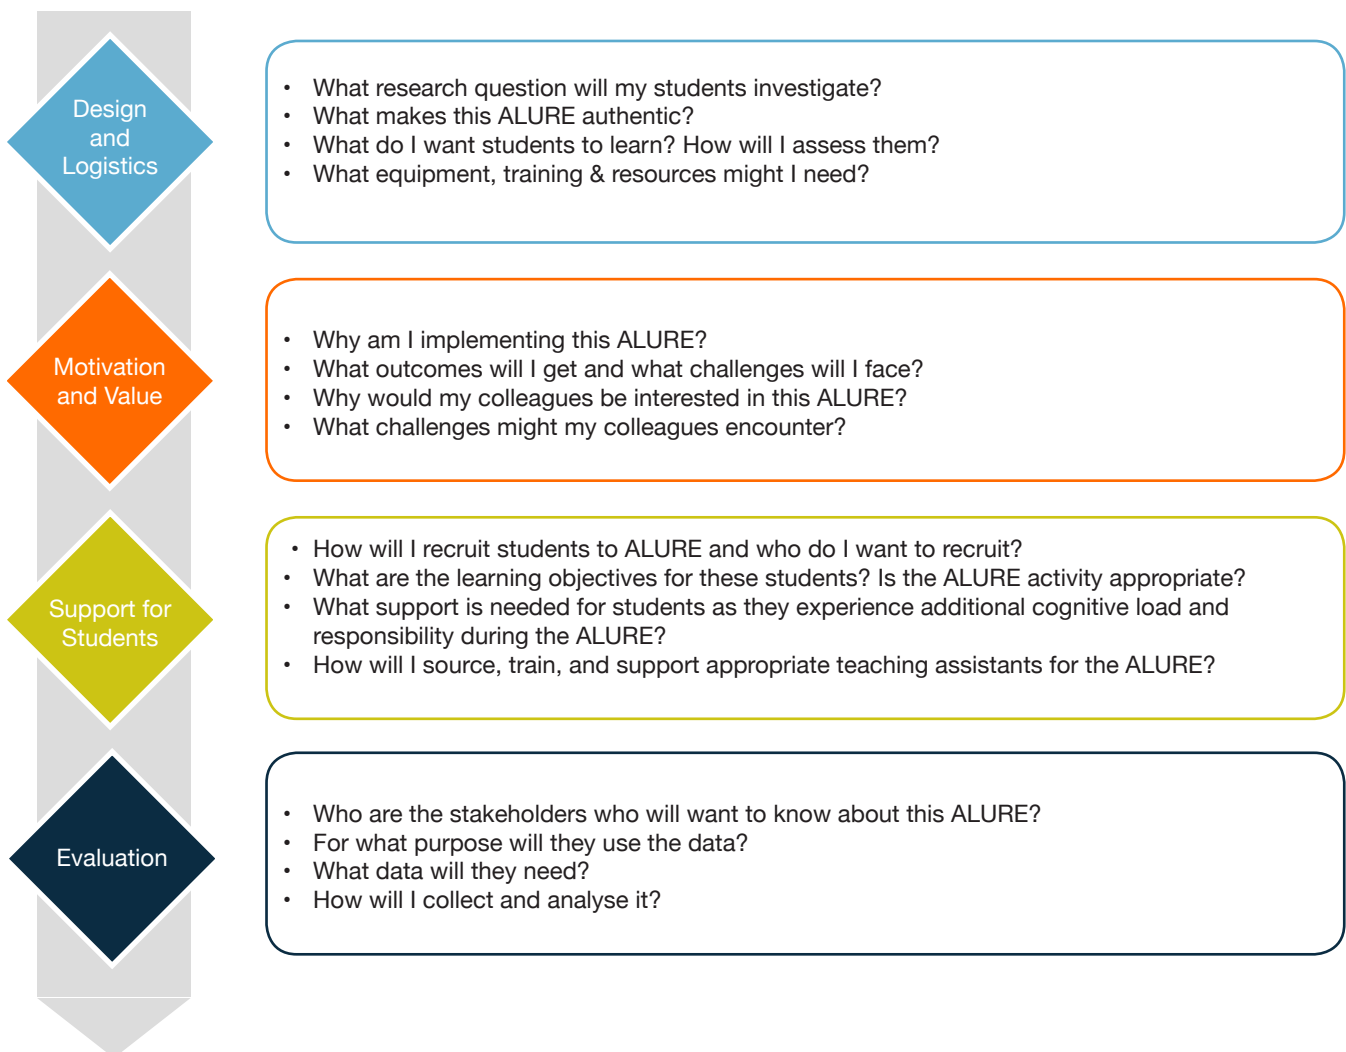 Design
and
Logistics
• What research question will my students investigate?
• What makes this ALURE authentic?
• What do I want students to learn? How will I assess them?
• What equipment, training & resources might I need?
Motivation
and Value
• Why am I implementing this ALURE?
• What outcomes will I get and what challenges will I face?
• Why would my colleagues be interested in this ALURE?
• What challenges might my colleagues encounter?
Support for
Students
• How will I recruit students to ALURE and who do I want to recruit?
• What are the learning objectives for these students? Is the ALURE activity appropriate?
• What support is needed for students as they experience additional cognitive load and
responsibility during the ALURE?
• How will I source, train, and support appropriate teaching assistants for the ALURE?
Evaluation
• Who are the stakeholders who will want to know about this ALURE?
• For what purpose will they use the data?
• What data will they need?
• How will I collect and analyse it?